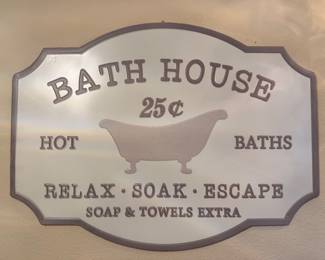 BATH HOUSE
25¢
HOT BATHS
RELAX · SOAK · ESCAPE
SOAP & TOWELS EXTRA